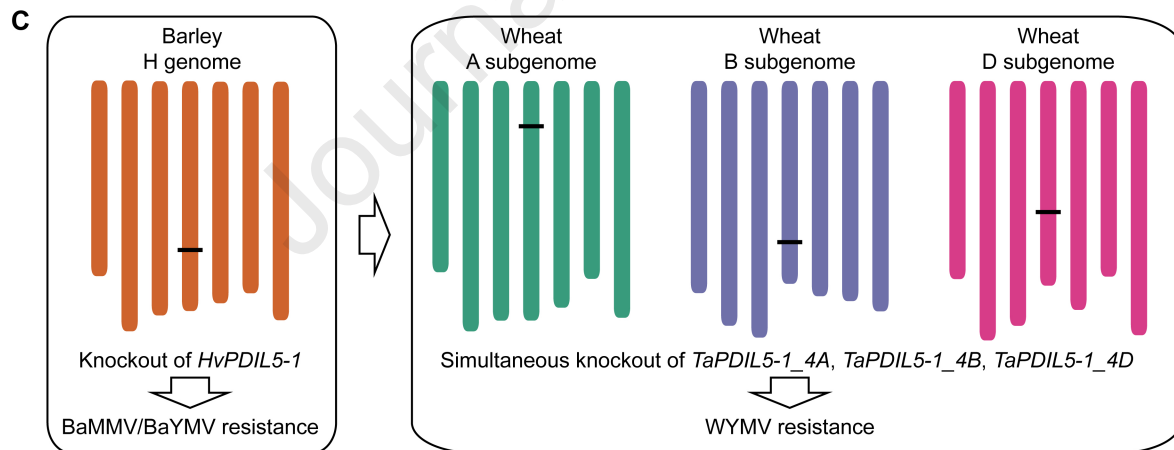 C
Barley
H genome
Wheat
A subgenome
Wheat
B subgenome
Wheat
D subgenome
Knockout of HvPDIL5-1
BaMMV/BaYMV resistance
Simultaneous knockout of TaPDIL5-1_4A, TaPDIL5-1_4B, TaPDIL5-1_4D
WYMV resistance
Journa